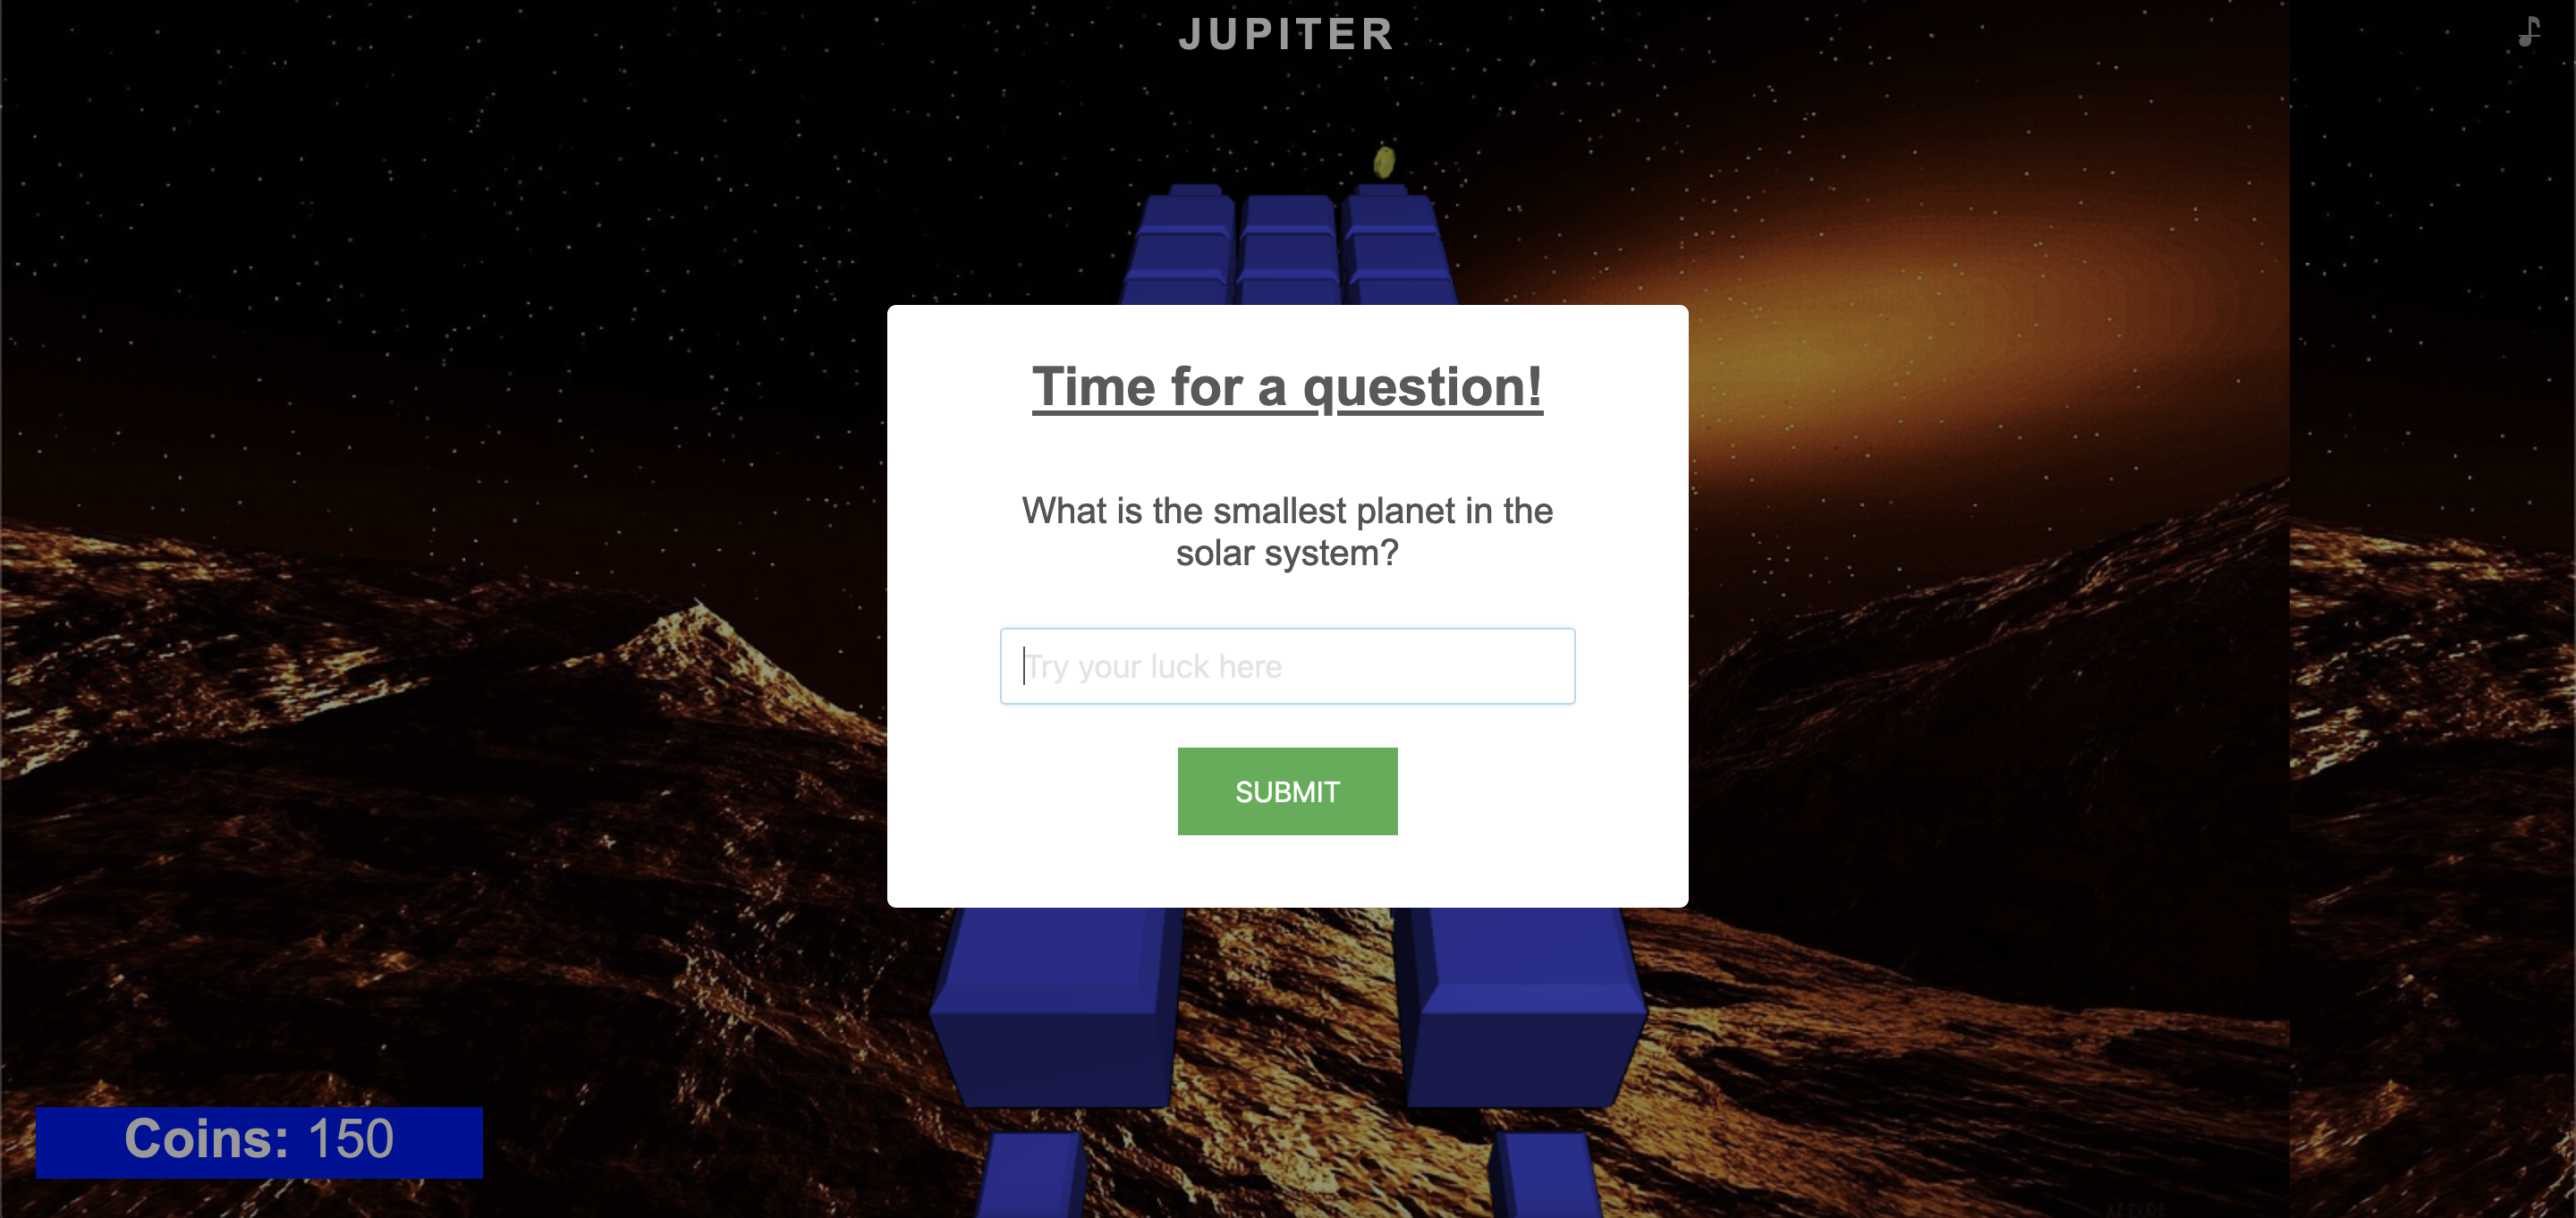 JUPITER
Time for a question!
What is the smallest planet in the
solar system?
Try your luck here
SUBMIT
Coins: 150